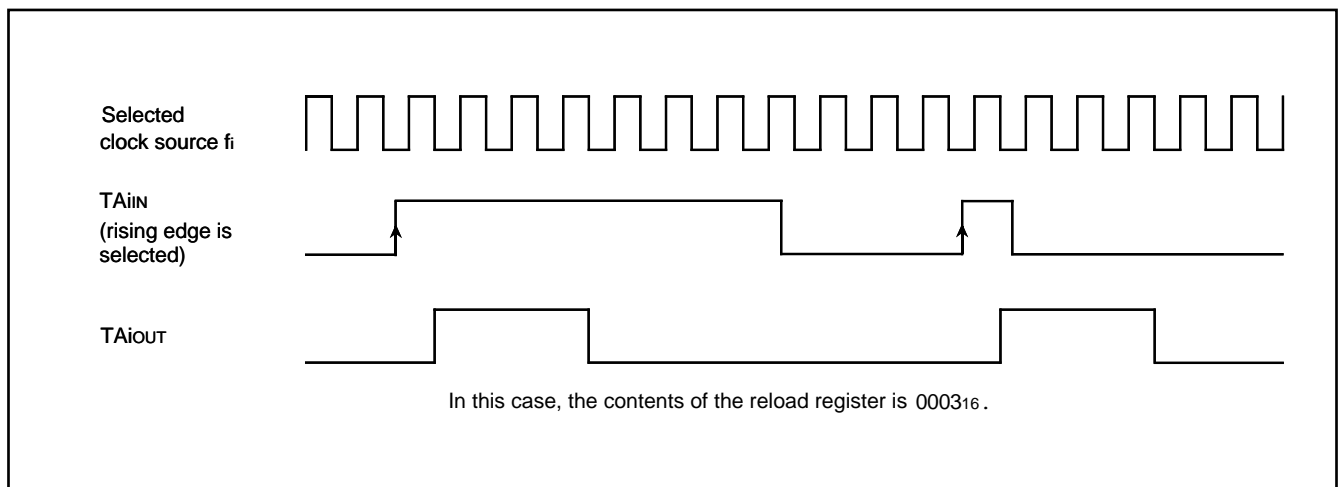 Selected
clock source fi
TAiIN
(rising edge is
selected)
TAiOUT
In this case, the contents of the reload register is 000316.